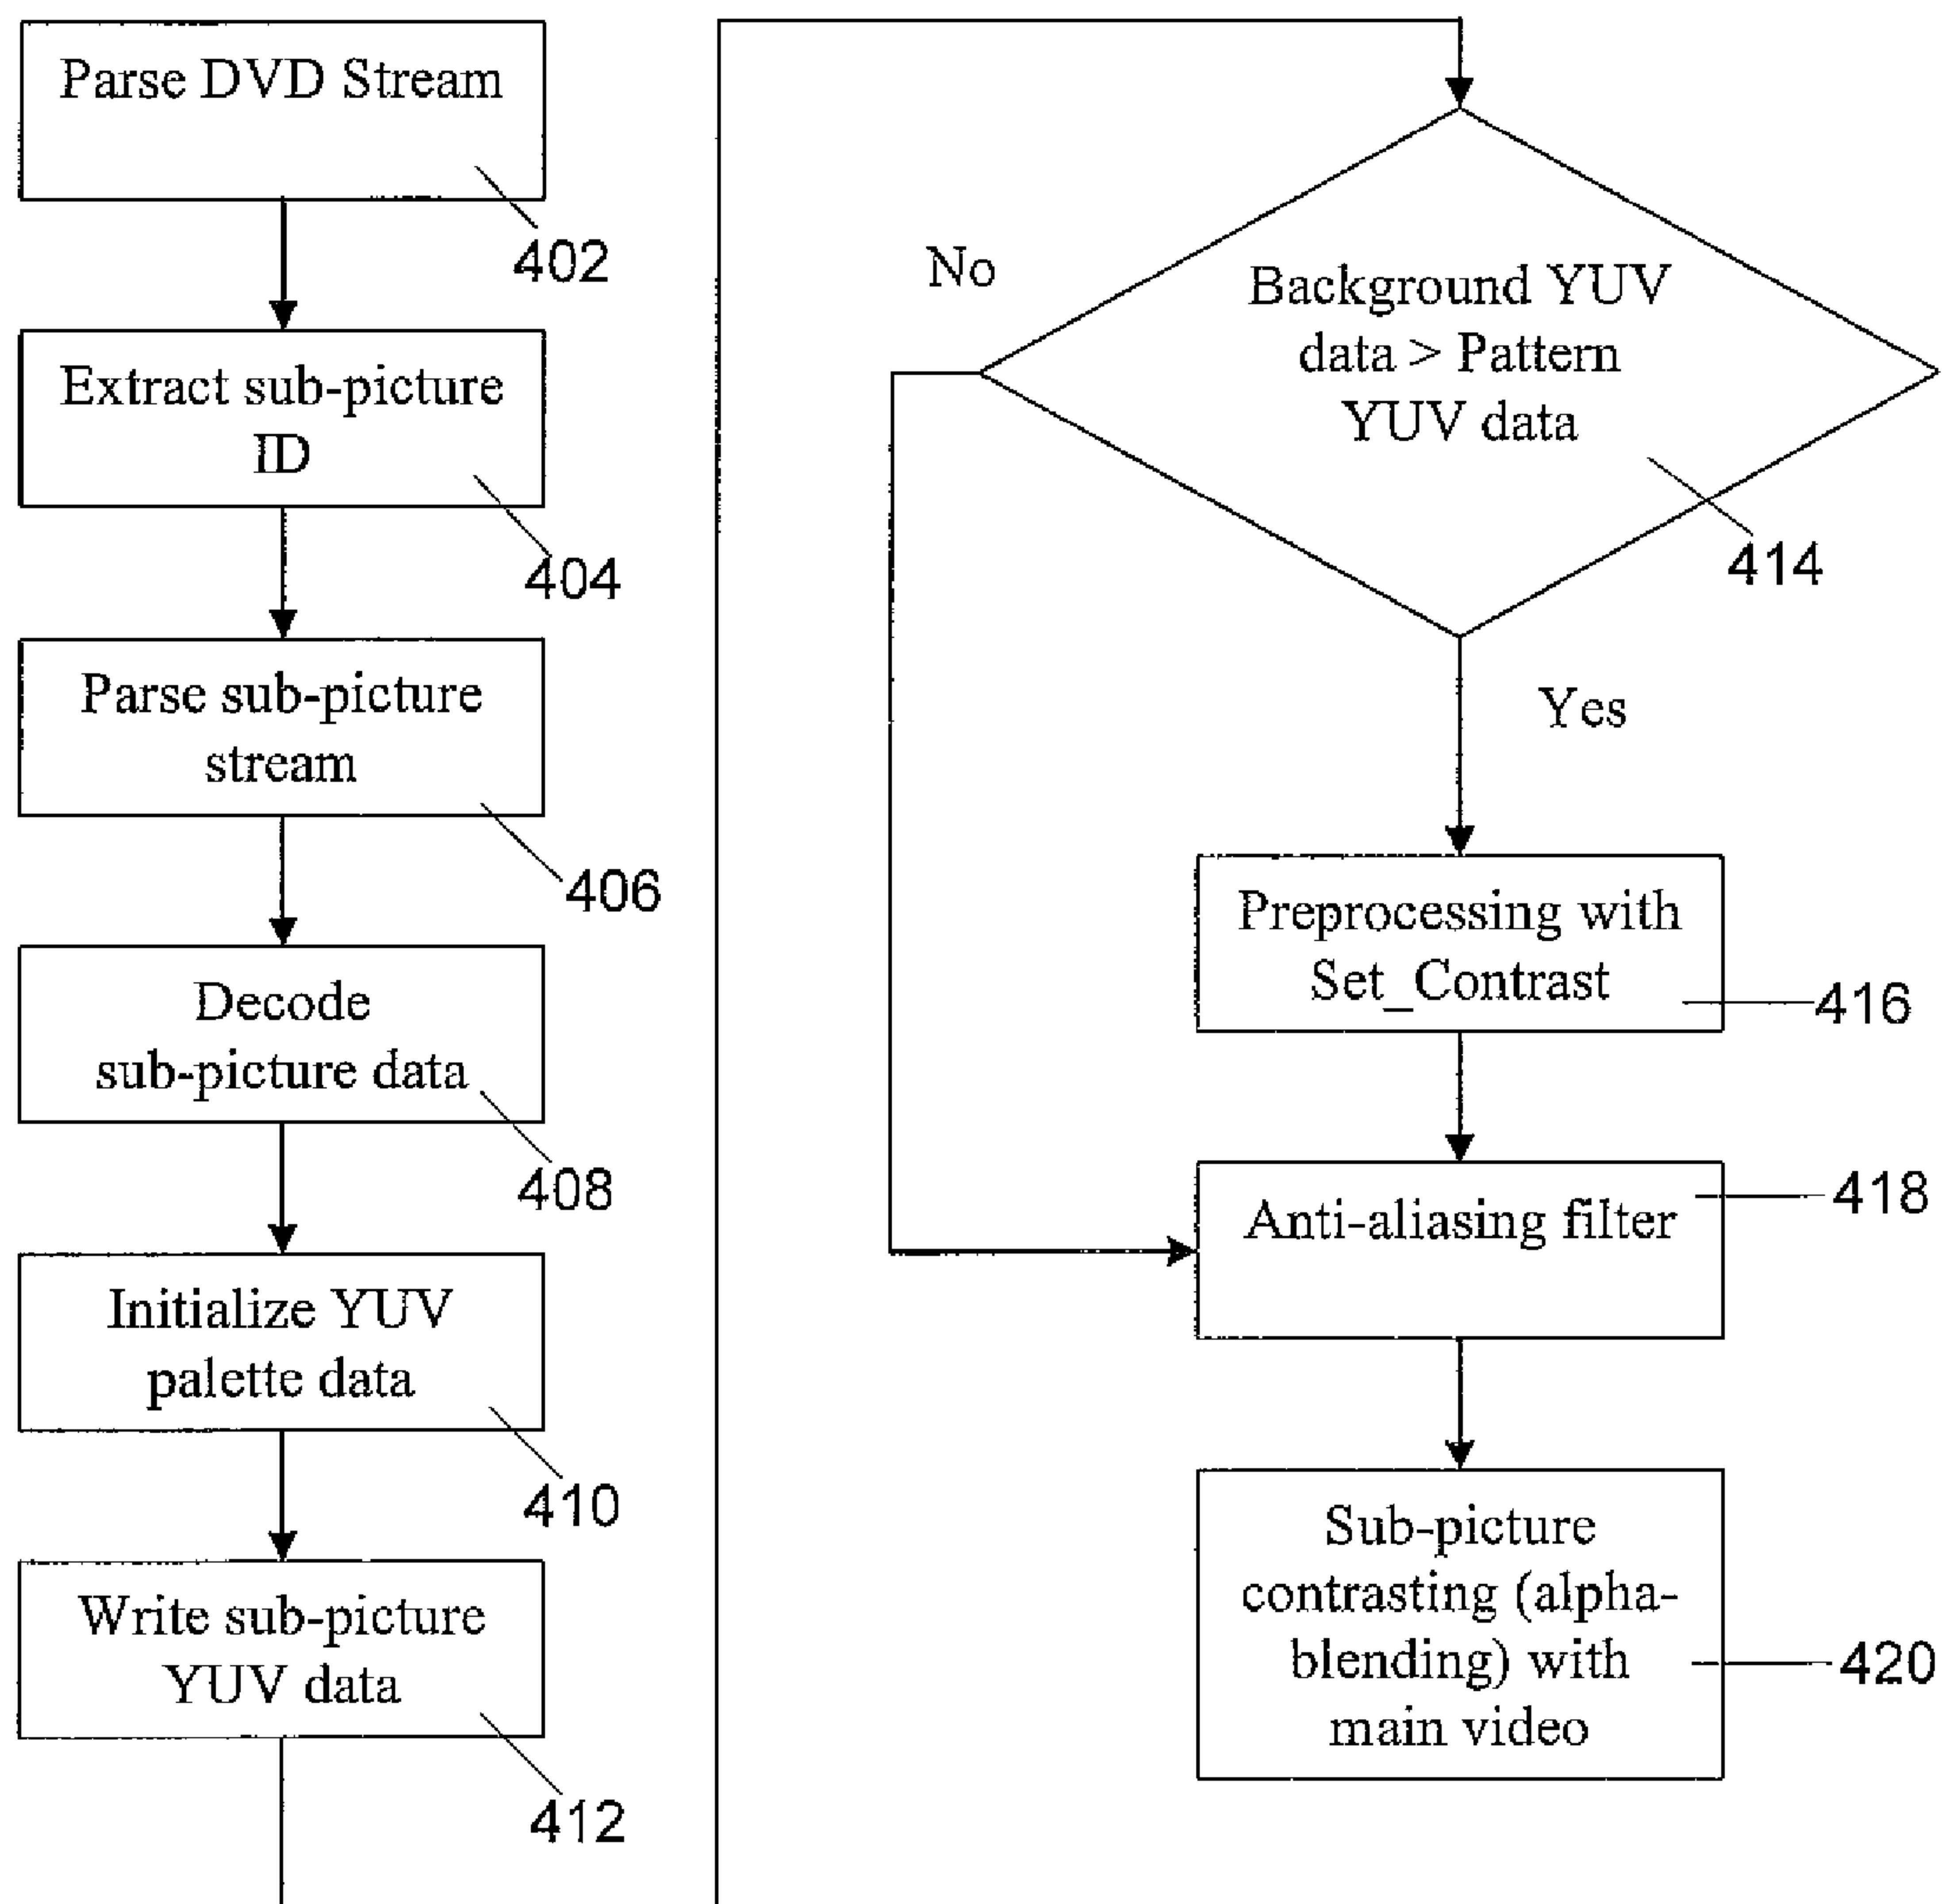 Parse DVD Stream
402
Extract sub-picture
ID
404
Parse sub-picture
stream
406
Decode
sub-picture data
408
Initialize YUV
palette data
410
Write sub-picture
YUV data
412
Background YUV
data > Pattern
YUV data
414
No
Yes
Preprocessing with
Set_Contrast
416
Anti-aliasing filter
418
Sub-picture
contrasting (alpha-
blending) with
main video
420